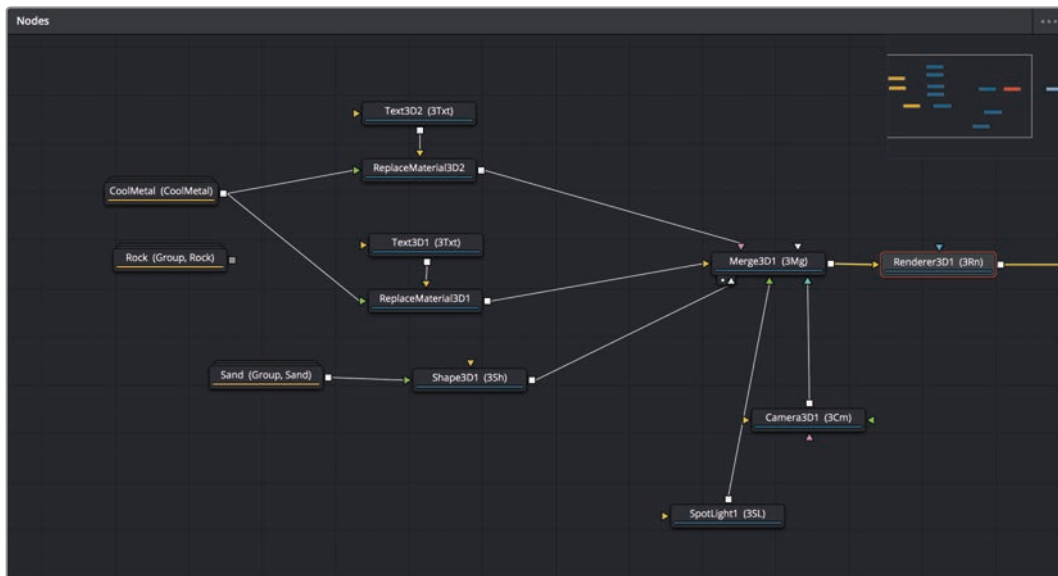 Nodes
Text3D2 (3Txt)
ReplaceMaterial3D2
CoolMetal (CoolMetal)
Text3D1 (3Txt)
Rock (Group, Rock)
Merge3D1 (3Mg)
Renderer3D1 (3Rn)
ReplaceMaterial3D1
Sand (Group, Sand)
Shape3D1 (3Sh)
Camera3D1 (3Cm)
SpotLight1 (3SL)